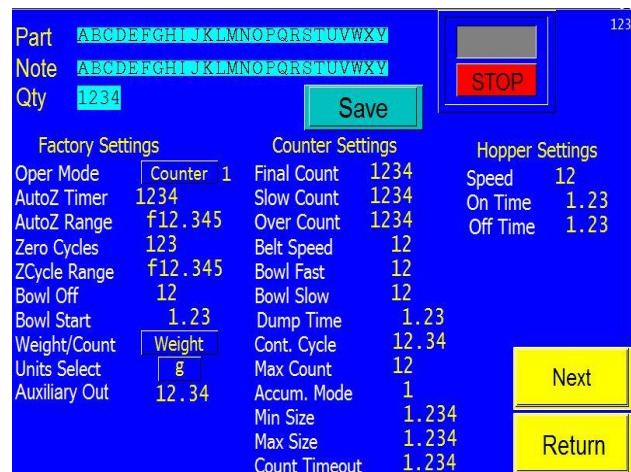 123
Part ABCDEFGHIJKLMNOPQRSTUVWXY
Note ABCDEFGHIJKLMNOPQRSTUVWXY
Qty 1234
STOP
Save
Factory Settings
Oper Mode Counter 1
AutoZ Timer 1234
AutoZ Range f12.345
Zero Cycles 123
ZCycle Range f12.345
Bowl Off 12
Bowl Start 1.23
Weight/Count Weight
Units Select g
Auxiliary Out 12.34
Counter Settings
Final Count 1234
Slow Count 1234
Over Count 1234
Belt Speed 12
Bowl Fast 12
Bowl Slow 12
Dump Time 1.23
Cont. Cycle 12.34
Max Count 12
Accum. Mode 1
Min Size 1.234
Max Size 1.234
Count Timeout 1.234
Hopper Settings
Speed 12
On Time 1.23
Off Time 1.23
Next
Return